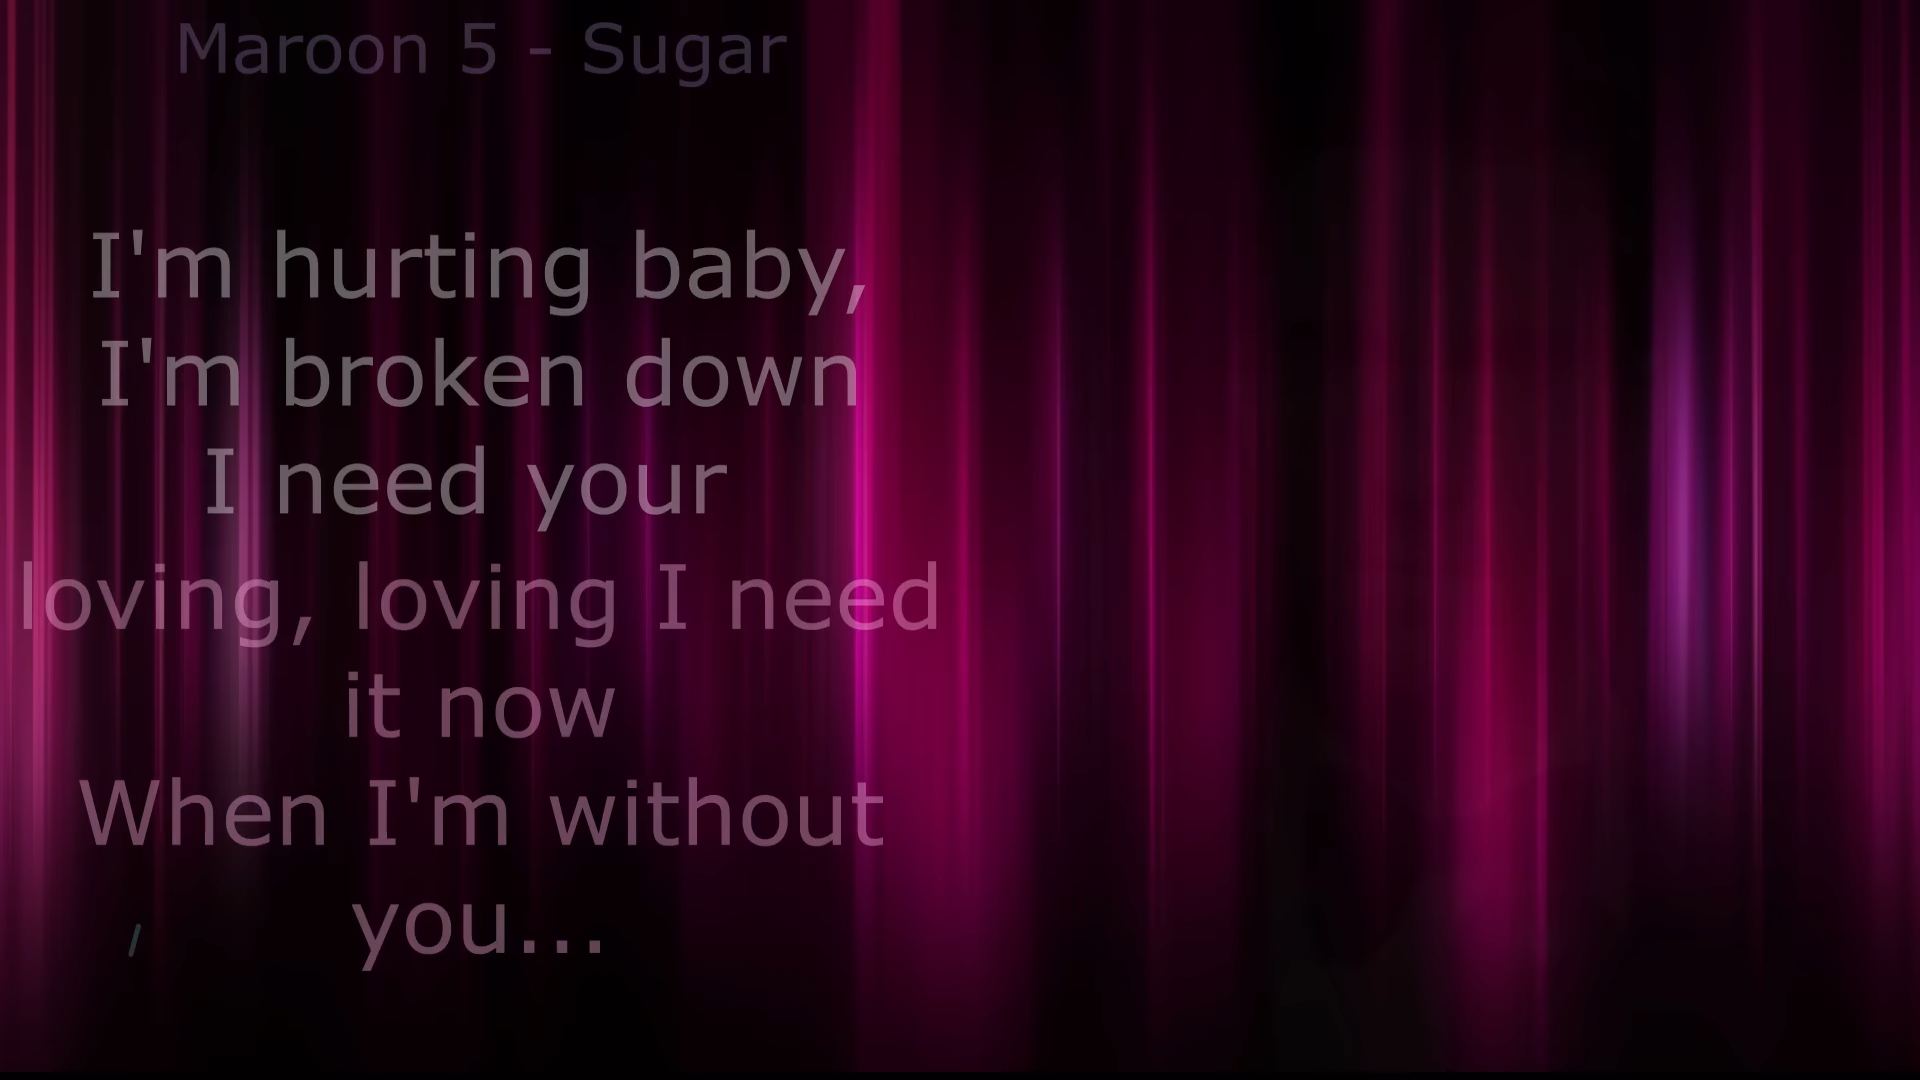 Maroon 5 - Sugar
I'm hurting baby,
I'm broken down
I need your
loving, loving I need
it now
When I'm without
you...